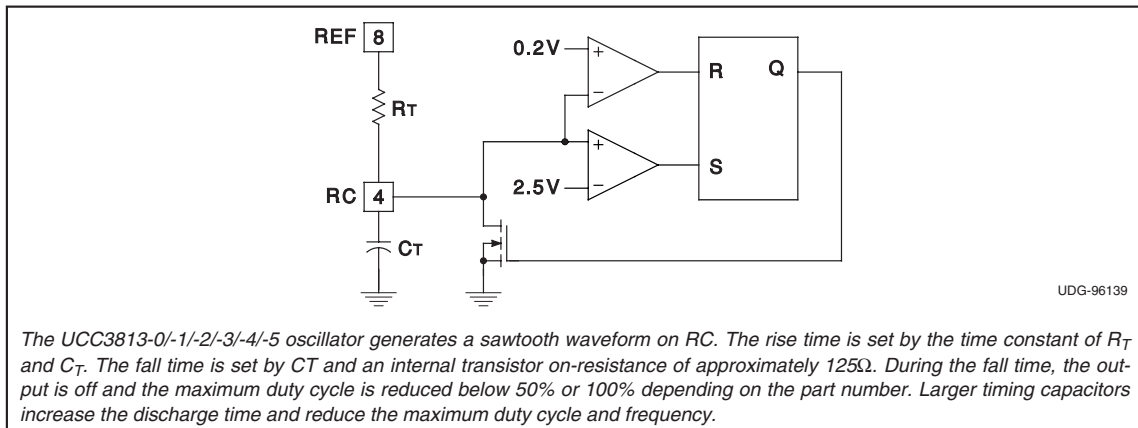 REF 8
0.2V
+
−
R Q
RT
+
−
S
2.5V
RC 4
CT
UDG-96139
The UCC3813-0/-1/-2/-3/-4/-5 oscillator generates a sawtooth waveform on RC. The rise time is set by the time constant of RT
and CT. The fall time is set by CT and an internal transistor on-resistance of approximately 125Ω. During the fall time, the out-
put is off and the maximum duty cycle is reduced below 50% or 100% depending on the part number. Larger timing capacitors
increase the discharge time and reduce the maximum duty cycle and frequency.